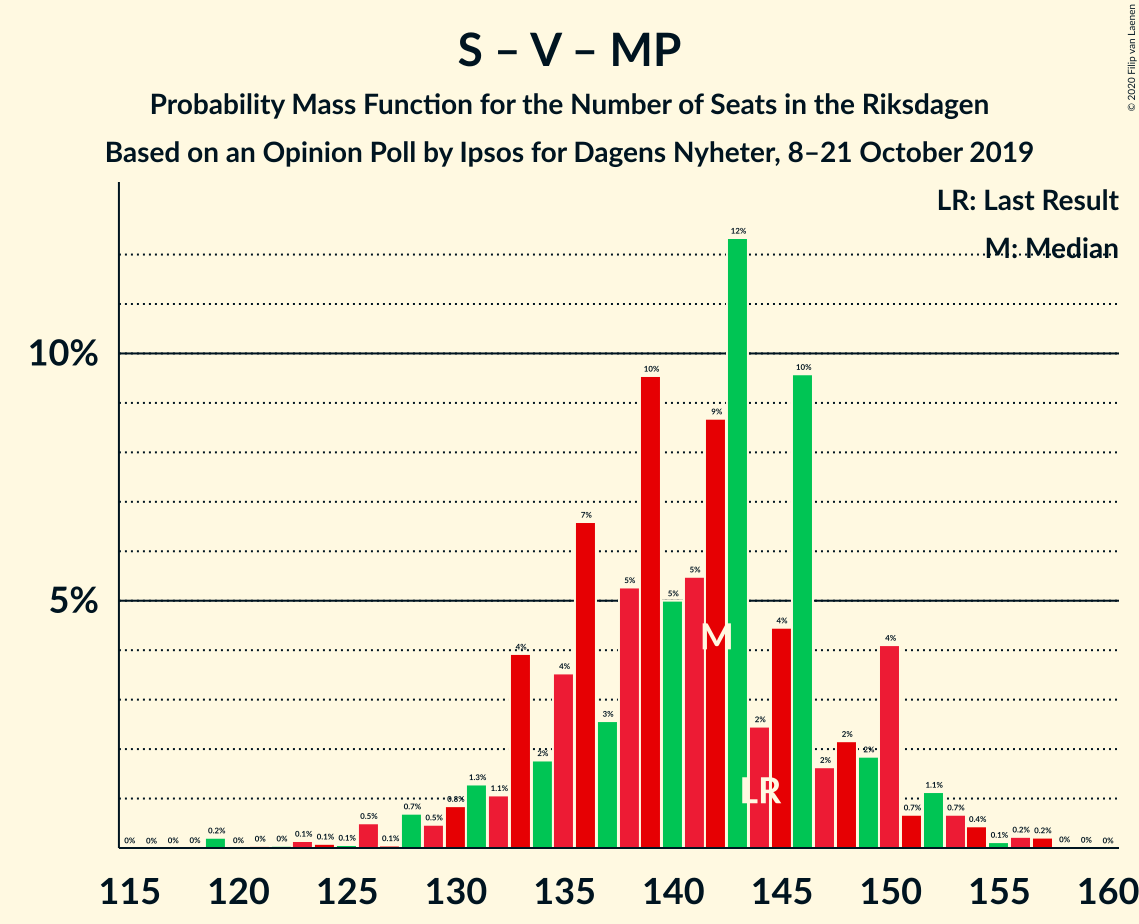 S – V – MP
Probability Mass Function for the Number of Seats in the Riksdagen
Based on an Opinion Poll by Ipsos for Dagens Nyheter, 8–21 October 2019
© 2020 Filip van Laenen
LR: Last Result
M: Median
10%
5%
0% 0% 0% 0% 0.2% 0% 0% 0% 0.1% 0.1% 0.1% 0.5% 0.1% 0.7% 0.5% 0.8% 1.3% 1.1% 4% 2% 4% 7% 3% 5% 10% 5% 5% 9% 12% 2% 4% 10% 2% 2% 2% 4% 0.7% 1.1% 0.7% 0.4% 0.1% 0.2% 0.2% 0% 0% 0%
M
LR
115 120 125 130 135 140 145 150 155 160